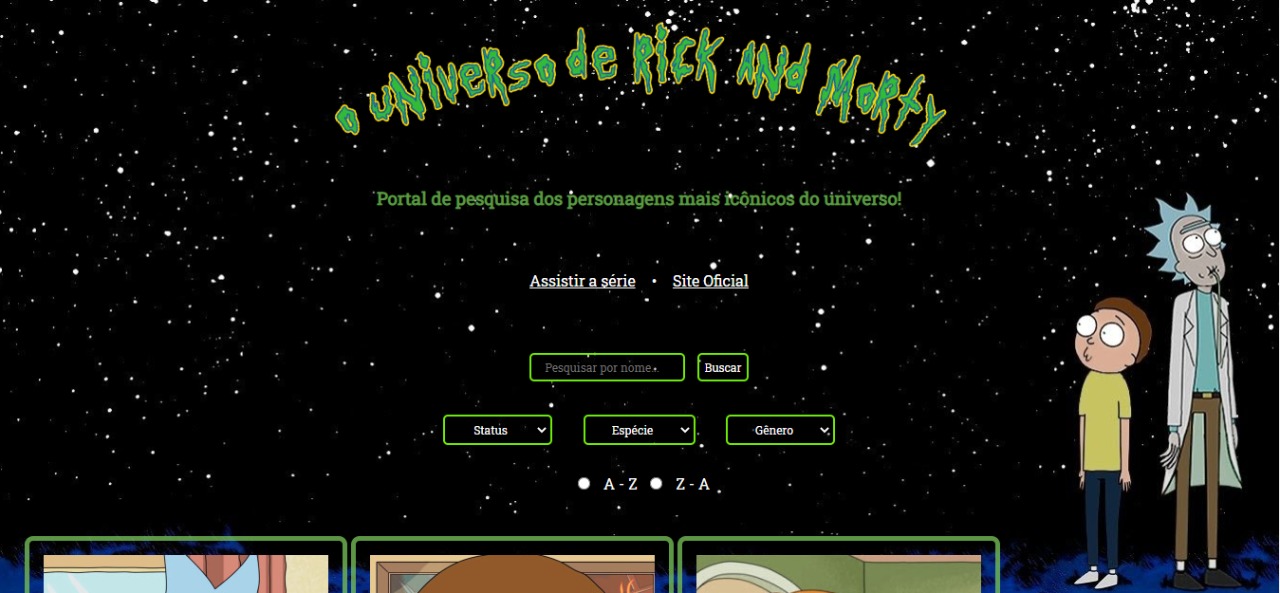 o universo de Rick and Morty
Portal de pesquisa dos personagens mais icônicos do universo!
Assistir a série • Site Oficial
Pesquisar por nome... Buscar
Status Espécie Gênero
A - Z Z - A